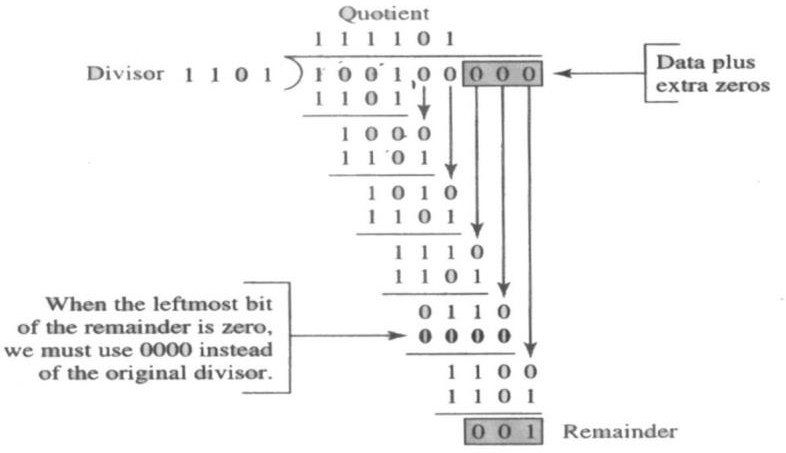 Quotient
1 1 1 1 0 1
Divisor 1 1 0 1 ) 1 0 0 1 0 0 0 0 0
Data plus
extra zeros
1 1 0 1
1 0 0 0
1 1 0 1
1 0 1 0
1 1 0 1
1 1 1 0
1 1 0 1
When the leftmost bit
of the remainder is zero,
we must use 0000 instead
of the original divisor.
0 1 1 0
0 0 0 0
1 1 0 0
1 1 0 1
0 0 1 Remainder